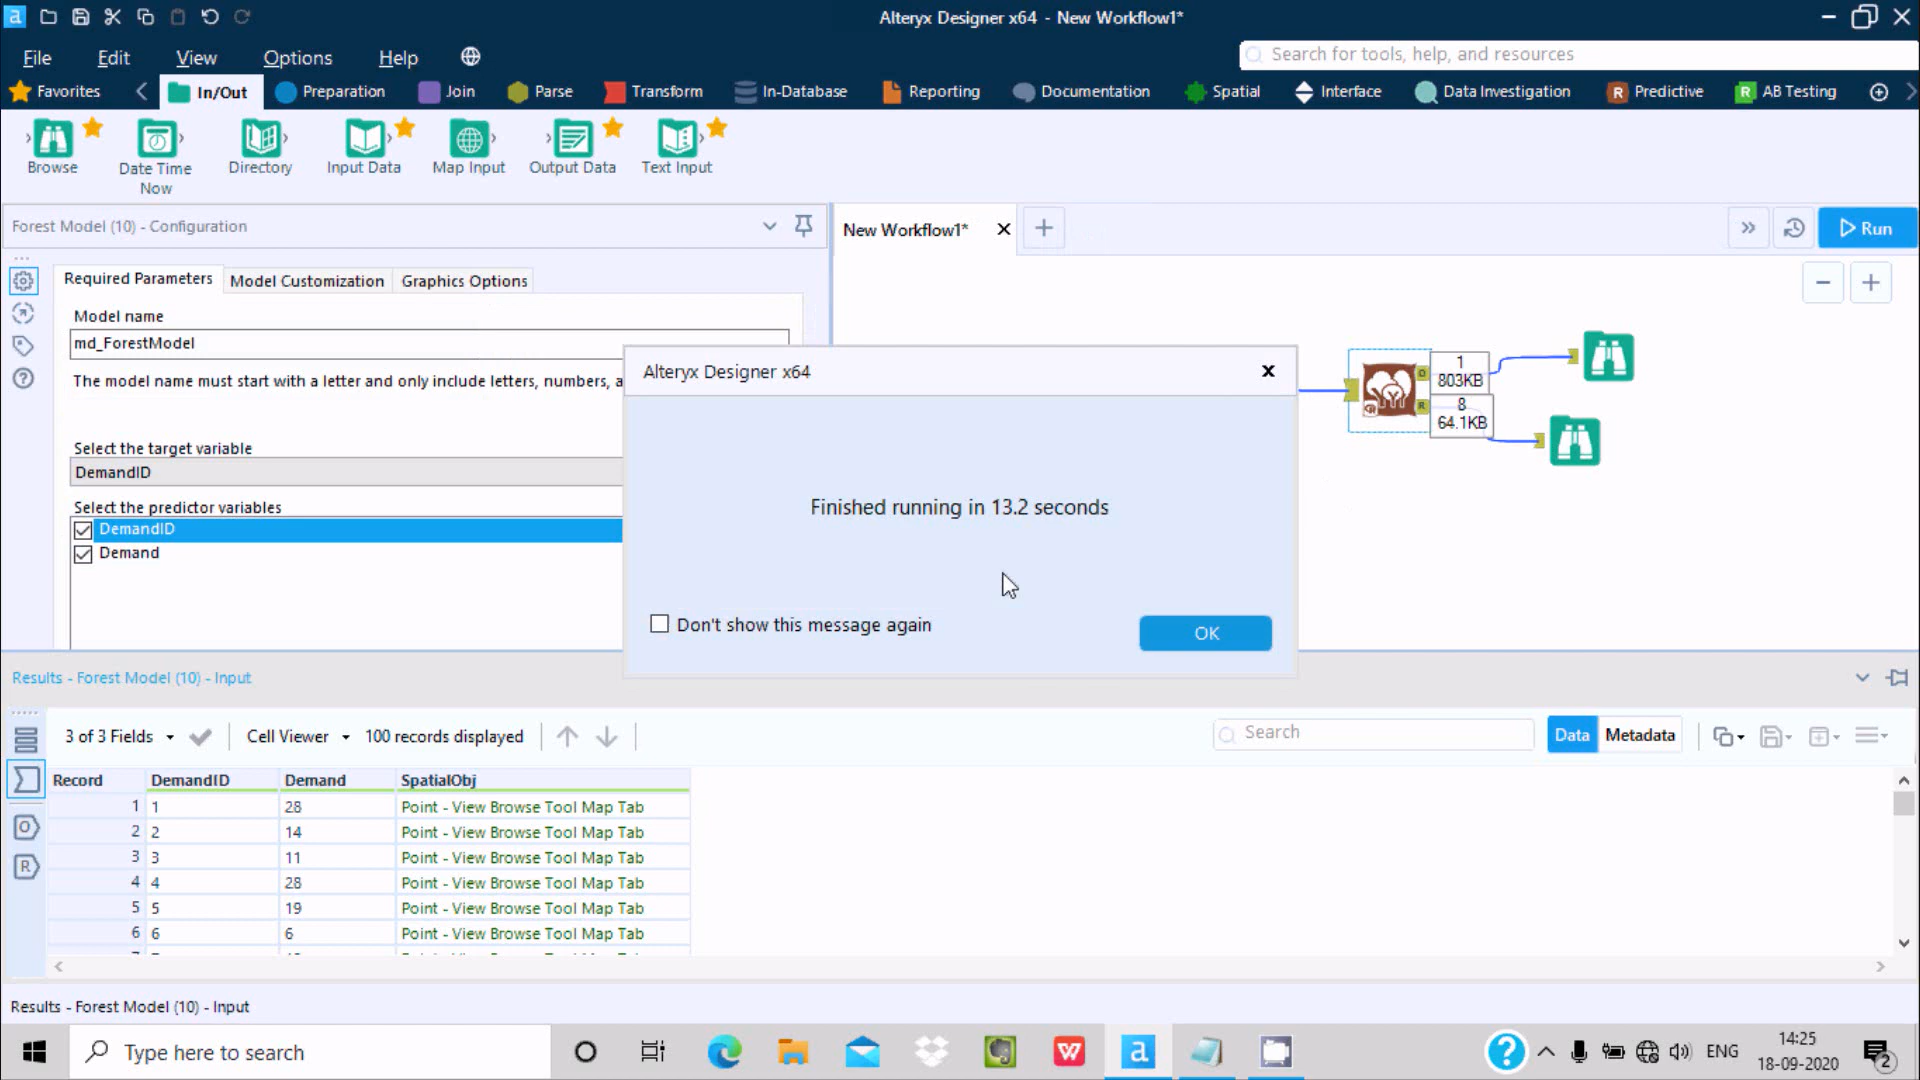 Alteryx Designer x64 - New Workflow1*
File Edit View Options Help
Search for tools, help, and resources
Favorites In/Out Preparation Join Parse Transform In-Database Reporting Documentation Spatial Interface Data Investigation Predictive AB Testing
Browse Date Time Now Directory Input Data Map Input Output Data Text Input
Forest Model (10) - Configuration
New Workflow1*
Run
Required Parameters Model Customization Graphics Options
Model name
md_ForestModel
The model name must start with a letter and only include letters, numbers, a
Select the target variable
DemandID
Select the predictor variables
DemandID
Demand
Alteryx Designer x64
Finished running in 13.2 seconds
Don't show this message again
OK
1
803KB
8
64.1KB
Results - Forest Model (10) - Input
3 of 3 Fields Cell Viewer 100 records displayed Search Data Metadata
Record DemandID Demand SpatialObj
1 1 28 Point - View Browse Tool Map Tab
2 2 14 Point - View Browse Tool Map Tab
3 3 11 Point - View Browse Tool Map Tab
4 4 28 Point - View Browse Tool Map Tab
5 5 19 Point - View Browse Tool Map Tab
6 6 6 Point - View Browse Tool Map Tab
Results - Forest Model (10) - Input
Type here to search
ENG
14:25
18-09-2020
2